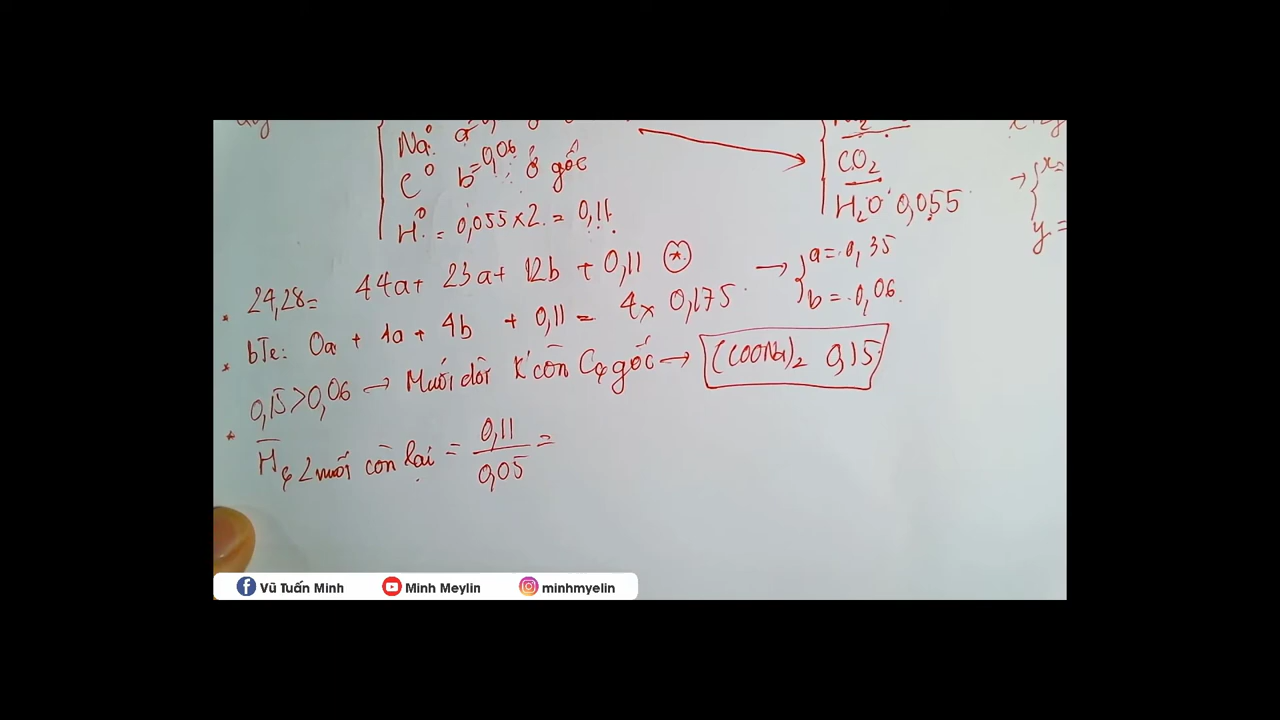 Na⁰ a
CO₂
C⁰ b=0,06 ở gốc
H⁰ = 0,055×2 = 0,11
H₂O 0,055
y =
* 24,28 = 44a + 23a + 12b + 0,11 (*)
→ { a = 0,35
b = 0,06
* bTe: 0a + 1a + 4b + 0,11 = 4 x 0,175
0,15 > 0,06 → Muối đôi K còn C ở gốc → (COONa)₂ 0,15
* H̅ ở 2 muối còn lại = 0,11 / 0,05 =
Vũ Tuấn Minh Minh Meylin minhmyelin